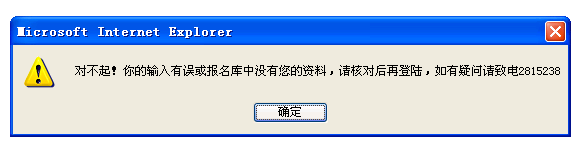 Microsoft Internet Explorer
对不起！你的输入有误或报名库中没有您的资料，请核对后再登陆，如有疑问请致电2815238
确定